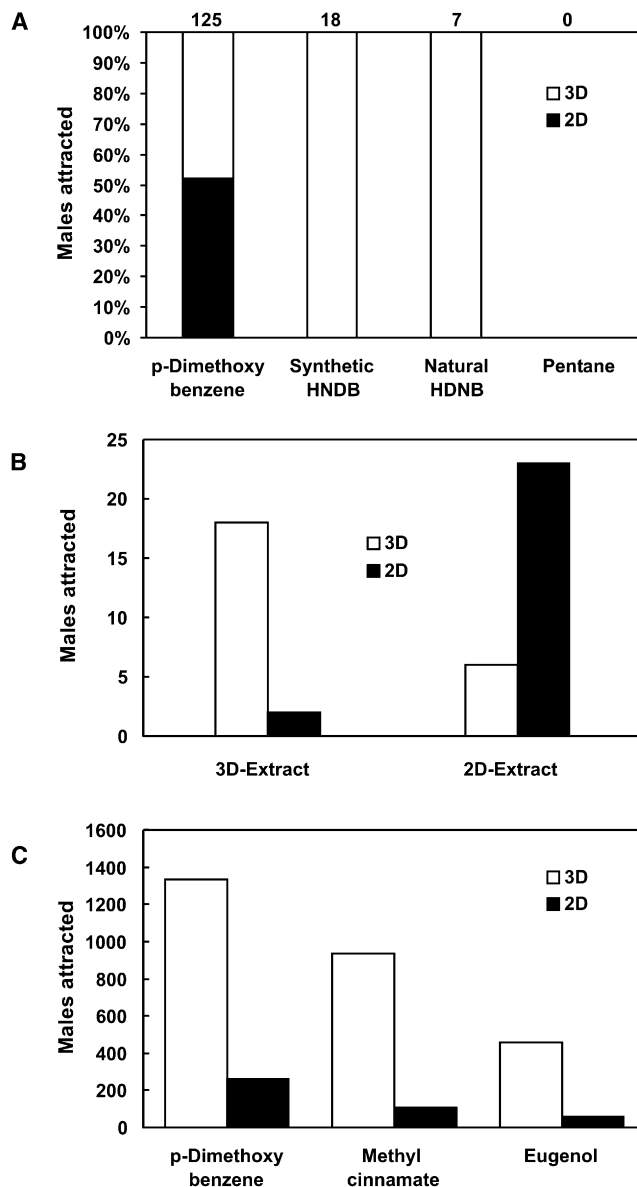 A
125 18 7 0
100%
90%
80%
70%
60%
50%
40%
30%
20%
10%
0%
Males attracted
3D
2D
p-Dimethoxy
benzene
Synthetic
HNDB
Natural
HDNB
Pentane
B
25
20
15
10
5
0
Males attracted
3D
2D
3D-Extract
2D-Extract
C
1600
1400
1200
1000
800
600
400
200
0
Males attracted
3D
2D
p-Dimethoxy
benzene
Methyl
cinnamate
Eugenol